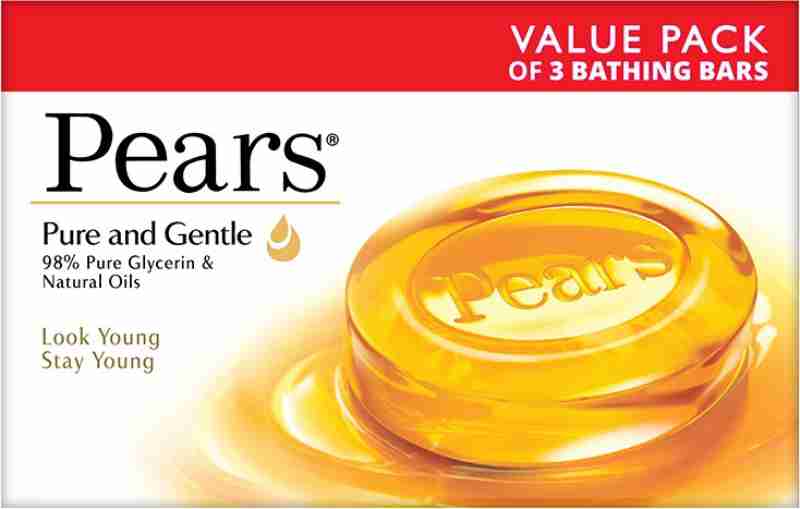 VALUE PACK
OF 3 BATHING BARS
Pears®
Pure and Gentle
98% Pure Glycerin &
Natural Oils
Look Young
Stay Young
Pears